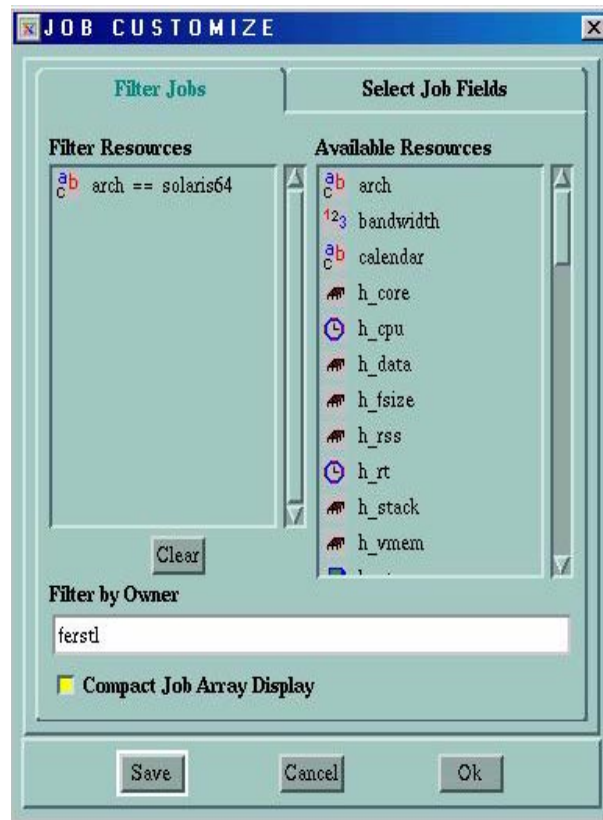 JOB CUSTOMIZE
Filter Jobs
Select Job Fields
Filter Resources
arch == solaris64
Clear
Available Resources
arch
bandwidth
calendar
h_core
h_cpu
h_data
h_fsize
h_rss
h_rt
h_stack
h_vmem
Filter by Owner
ferstl
Compact Job Array Display
Save
Cancel
Ok